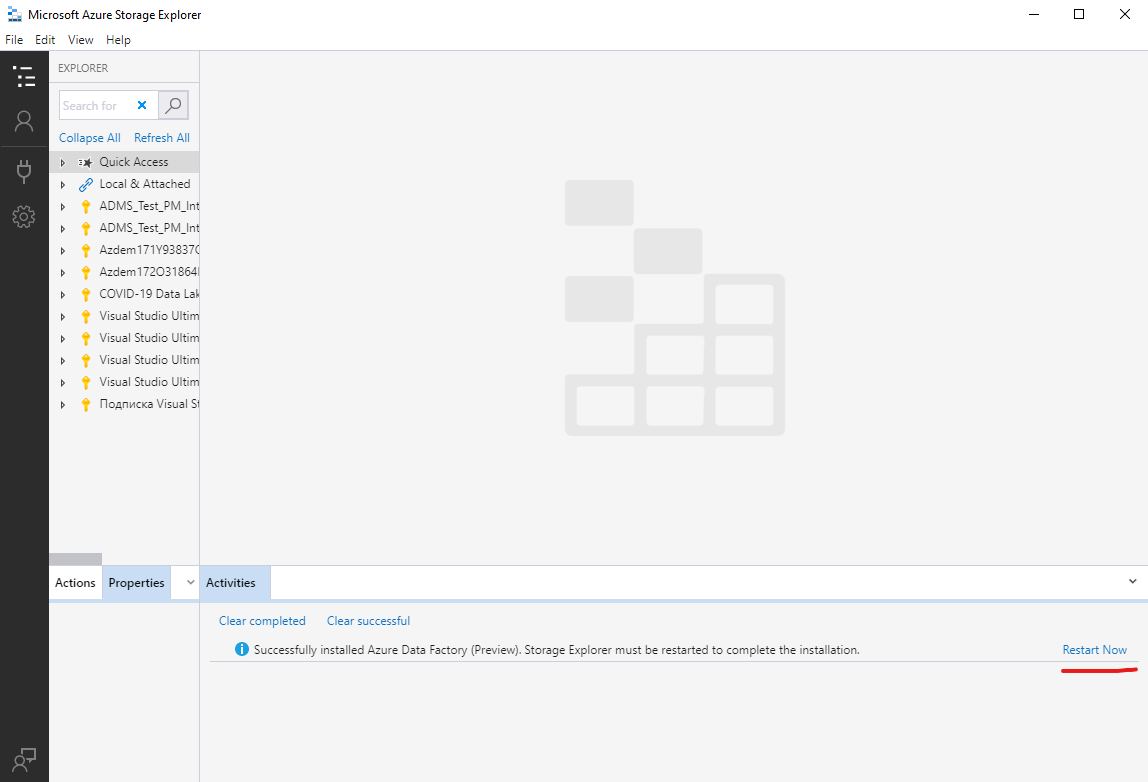 Microsoft Azure Storage Explorer
File Edit View Help
EXPLORER
Search for
Collapse All Refresh All
Quick Access
Local & Attached
ADMS_Test_PM_Int
ADMS_Test_PM_Int
Azdem171Y93837
Azdem172O31864
COVID-19 Data Lak
Visual Studio Ultim
Visual Studio Ultim
Visual Studio Ultim
Visual Studio Ultim
Подписка Visual St
Actions Properties Activities
Clear completed Clear successful
Successfully installed Azure Data Factory (Preview). Storage Explorer must be restarted to complete the installation. Restart Now